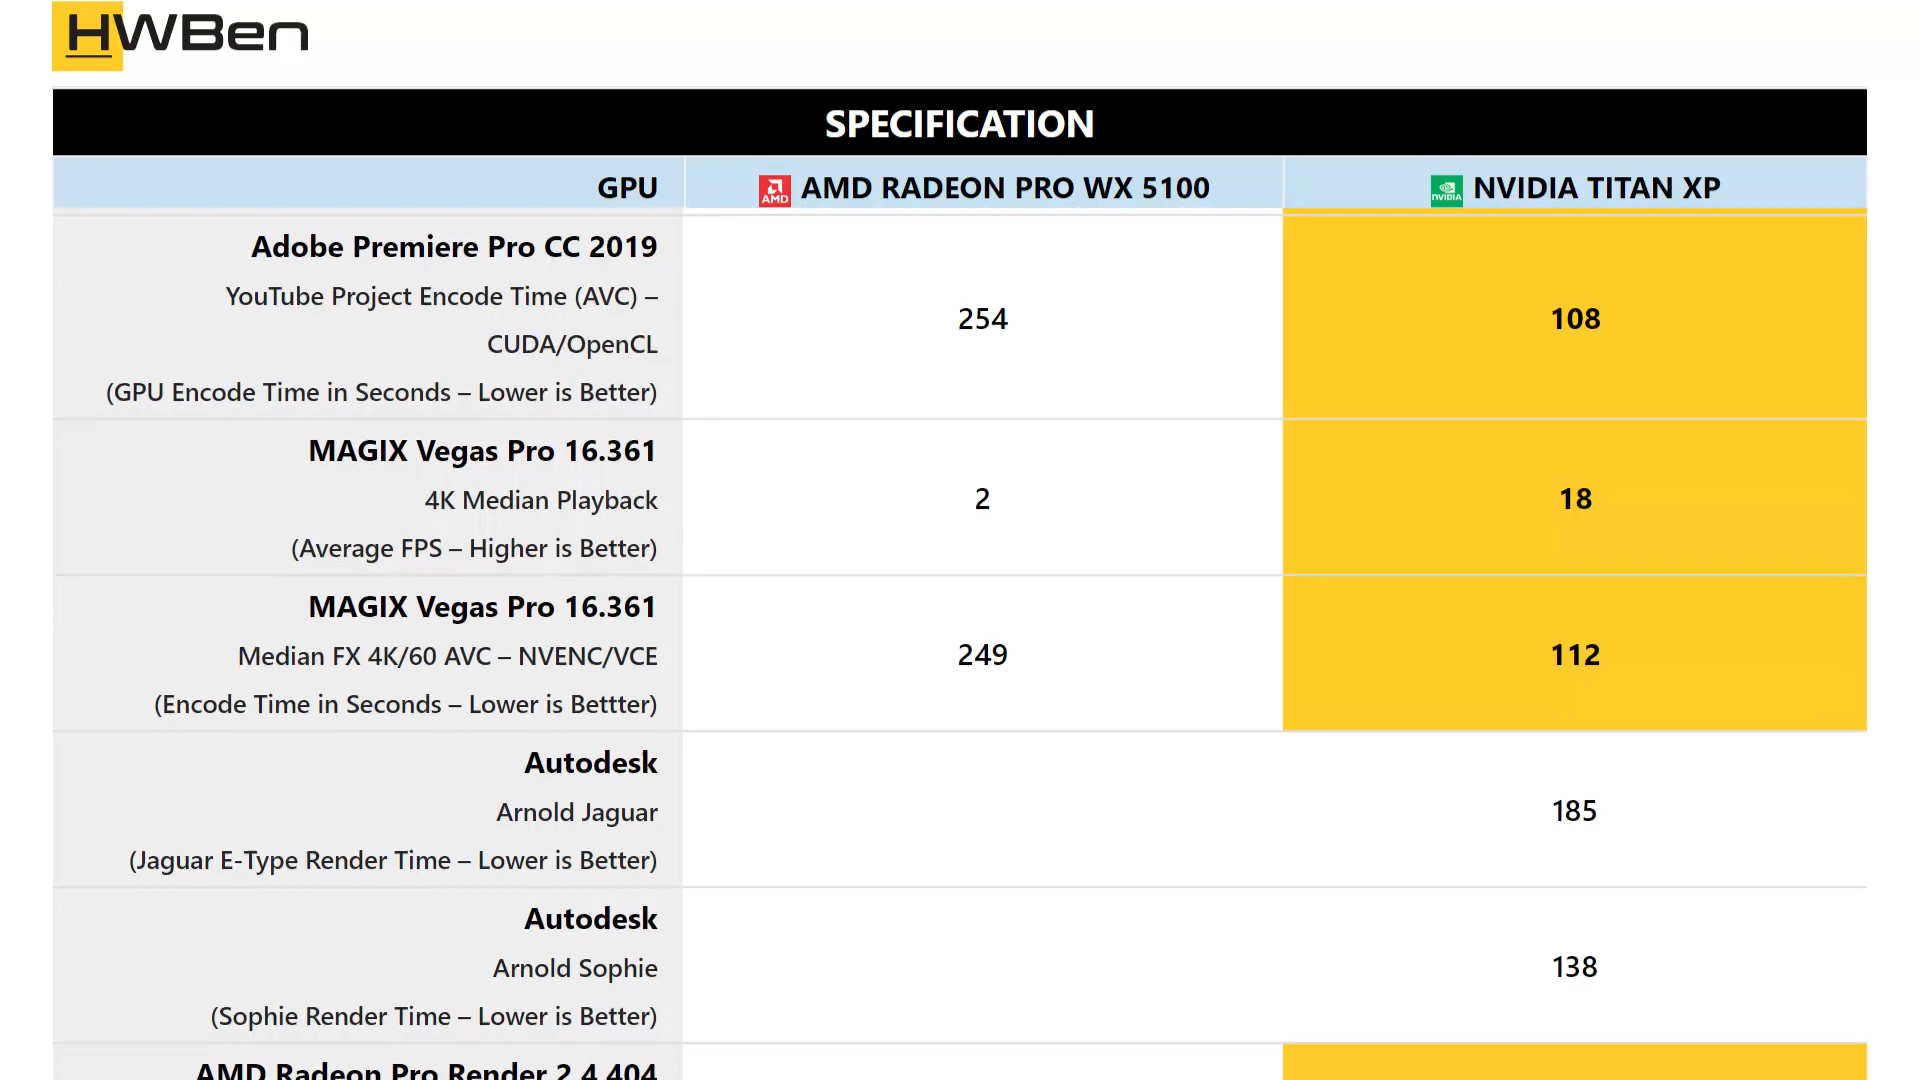 HWBen
SPECIFICATION
GPU
AMD AMD RADEON PRO WX 5100
NVIDIA NVIDIA TITAN XP
Adobe Premiere Pro CC 2019
YouTube Project Encode Time (AVC) –
CUDA/OpenCL
(GPU Encode Time in Seconds – Lower is Better)
254
108
MAGIX Vegas Pro 16.361
4K Median Playback
(Average FPS – Higher is Better)
2
18
MAGIX Vegas Pro 16.361
Median FX 4K/60 AVC – NVENC/VCE
(Encode Time in Seconds – Lower is Bettter)
249
112
Autodesk
Arnold Jaguar
(Jaguar E-Type Render Time – Lower is Better)
185
Autodesk
Arnold Sophie
(Sophie Render Time – Lower is Better)
138
AMD Radeon Pro Render 2.4.404